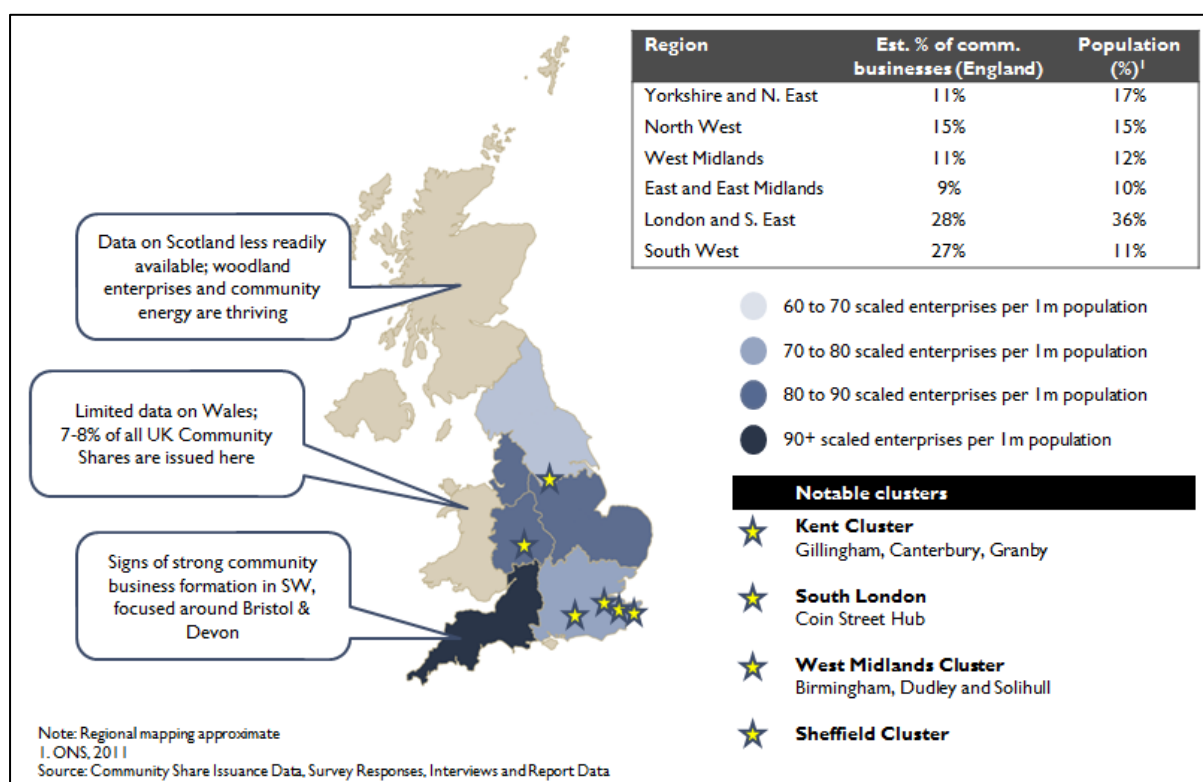 Region Est. % of comm. businesses (England) Population (%)1
Yorkshire and N. East 11% 17%
North West 15% 15%
West Midlands 11% 12%
East and East Midlands 9% 10%
London and S. East 28% 36%
South West 27% 11%
Data on Scotland less readily
available; woodland
enterprises and community
energy are thriving
Limited data on Wales;
7-8% of all UK Community
Shares are issued here
Signs of strong community
business formation in SW,
focused around Bristol &
Devon
60 to 70 scaled enterprises per 1m population
70 to 80 scaled enterprises per 1m population
80 to 90 scaled enterprises per 1m population
90+ scaled enterprises per 1m population
Notable clusters
Kent Cluster
Gillingham, Canterbury, Granby
South London
Coin Street Hub
West Midlands Cluster
Birmingham, Dudley and Solihull
Sheffield Cluster
Note: Regional mapping approximate
1. ONS, 2011
Source: Community Share Issuance Data, Survey Responses, Interviews and Report Data